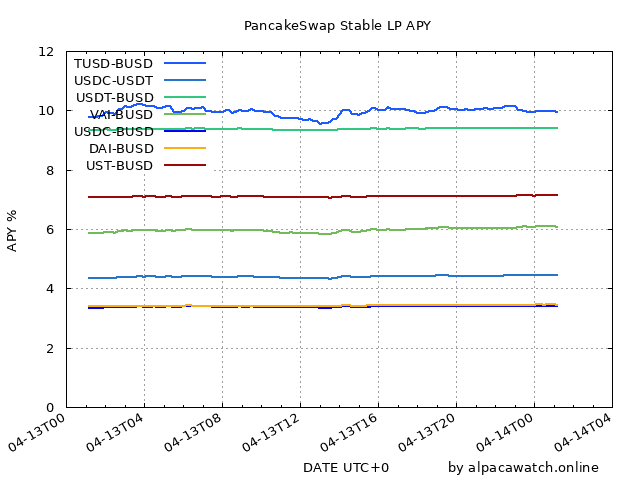 PancakeSwap Stable LP APY
12
10
8
6
4
2
0
APY %
TUSD-BUSD
USDC-USDT
USDT-BUSD
VAI-BUSD
USDC-BUSD
DAI-BUSD
UST-BUSD
04-13T00
04-13T04
04-13T08
04-13T12
04-13T16
04-13T20
04-14T00
04-14T04
DATE UTC+0
by alpacawatch.online